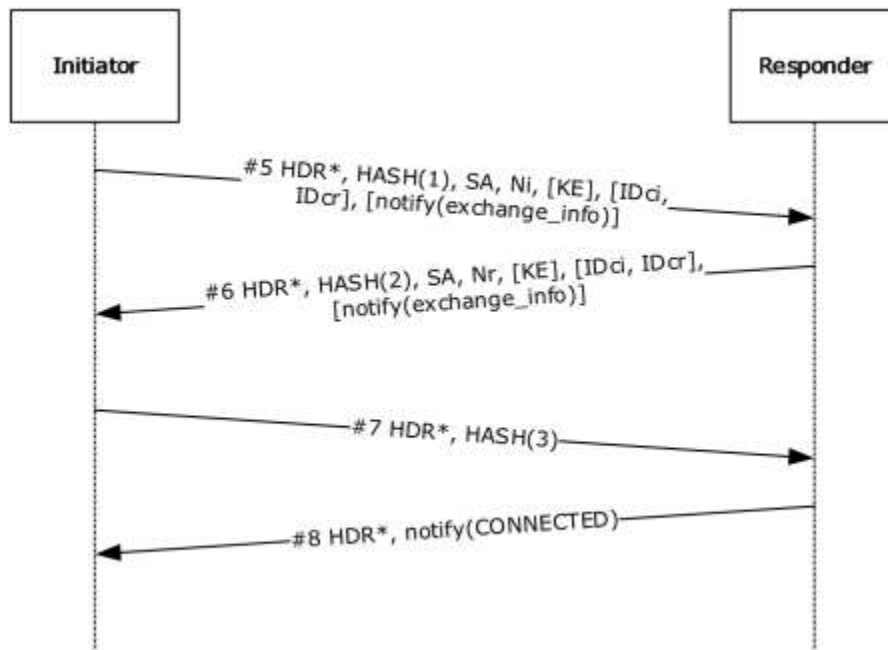 Initiator
Responder
#5 HDR*, HASH(1), SA, Ni, [KE], [IDci,
IDcr], [notify(exchange_info)]
#6 HDR*, HASH(2), SA, Nr, [KE], [IDci, IDcr],
[notify(exchange_info)]
#7 HDR*, HASH(3)
#8 HDR*, notify(CONNECTED)